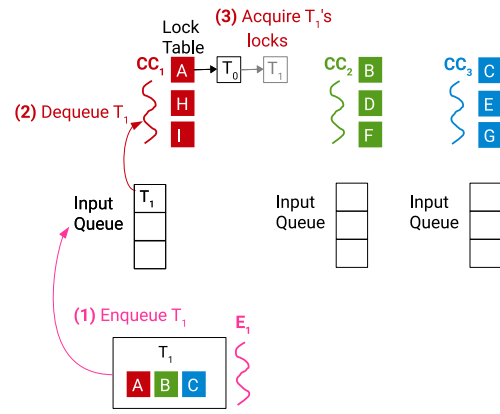 Lock
Table
(3) Acquire T₁'s
locks
CC₁ A T₀ T₁
H
I
CC₂ B
D
F
CC₃ C
E
G
(2) Dequeue T₁
Input
Queue
T₁
Input
Queue
Input
Queue
(1) Enqueue T₁
T₁
A B C
E₁